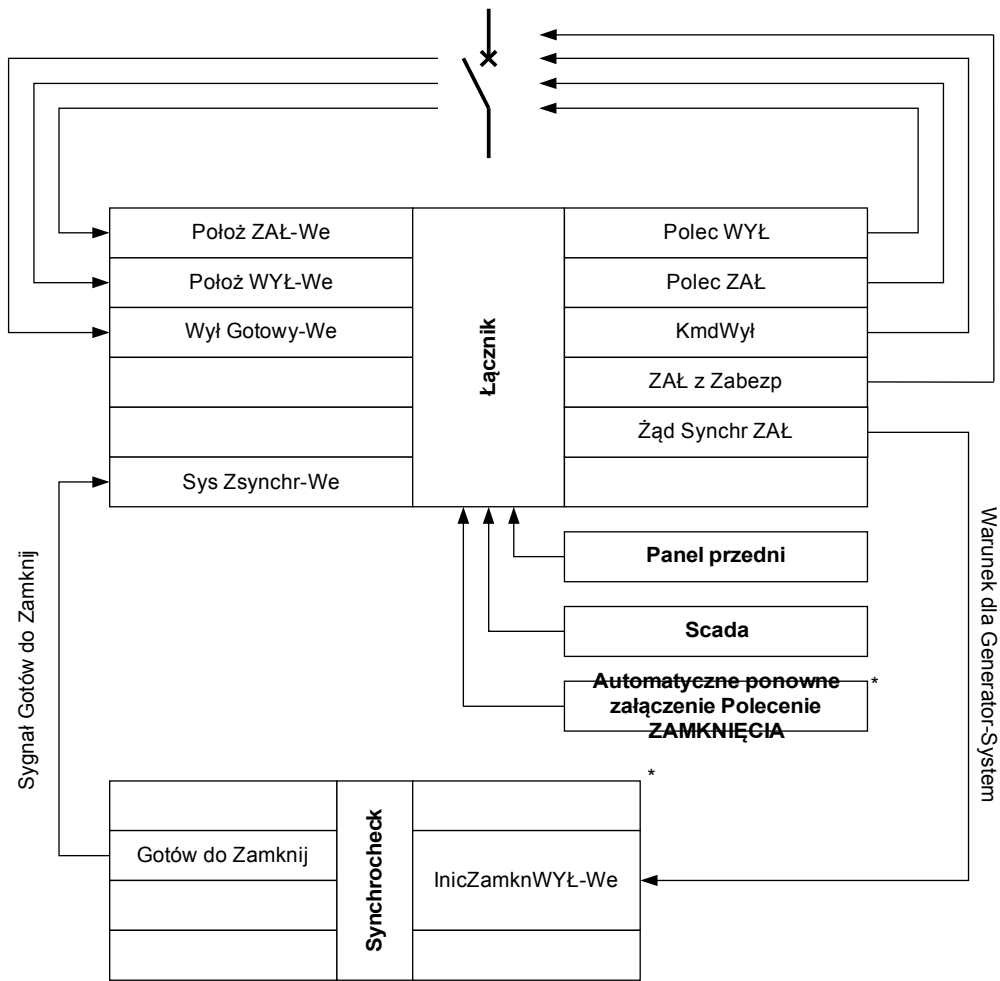 Położ ZAŁ-We
Polec WYŁ
Położ WYŁ-We
Polec ZAŁ
Wył Gotowy-We
KmdWył
Łącznik
ZAŁ z Zabezp
Żąd Synchr ZAŁ
Sys Zsynchr-We
Panel przedni
Scada
Automatyczne ponowne
załączenie Polecenie
ZAMKNIĘCIA
*
Sygnał Gotów do Zamknij
Warunek dla Generator-System
*
Gotów do Zamknij
Synchrocheck
InicZamknWYŁ-We